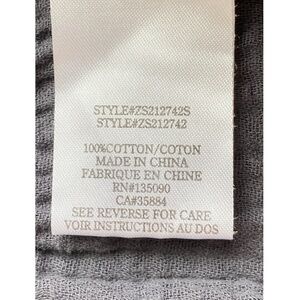 STYLE#ZS212742S
STYLE#ZS212742
100%COTTON/COTON
MADE IN CHINA
FABRIQUE EN CHINE
RN#135090
CA#35884
SEE REVERSE FOR CARE
VOIR INSTRUCTIONS AU DOS